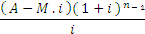 (A – M . i) (1 + i)ⁿ⁻¹
i